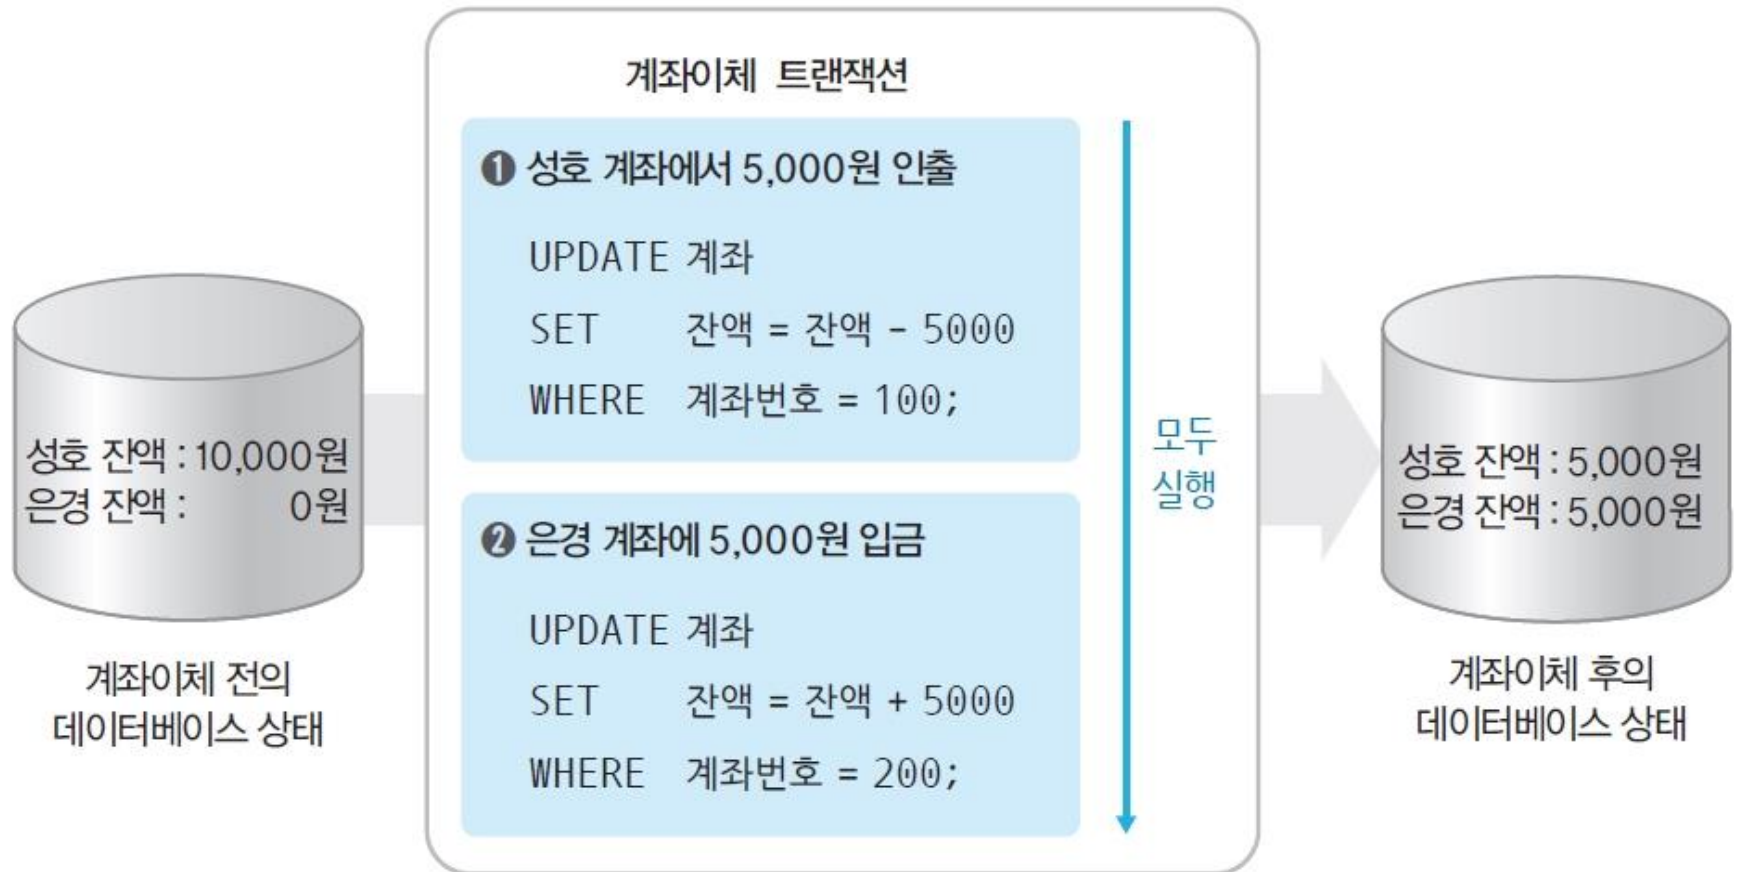 계좌이체 트랜잭션
❶ 성호 계좌에서 5,000원 인출
UPDATE 계좌
SET 잔액 = 잔액 - 5000
WHERE 계좌번호 = 100;
❷ 은경 계좌에 5,000원 입금
UPDATE 계좌
SET 잔액 = 잔액 + 5000
WHERE 계좌번호 = 200;
모두
실행
성호 잔액 : 10,000원
은경 잔액 : 0원
계좌이체 전의
데이터베이스 상태
성호 잔액 : 5,000원
은경 잔액 : 5,000원
계좌이체 후의
데이터베이스 상태